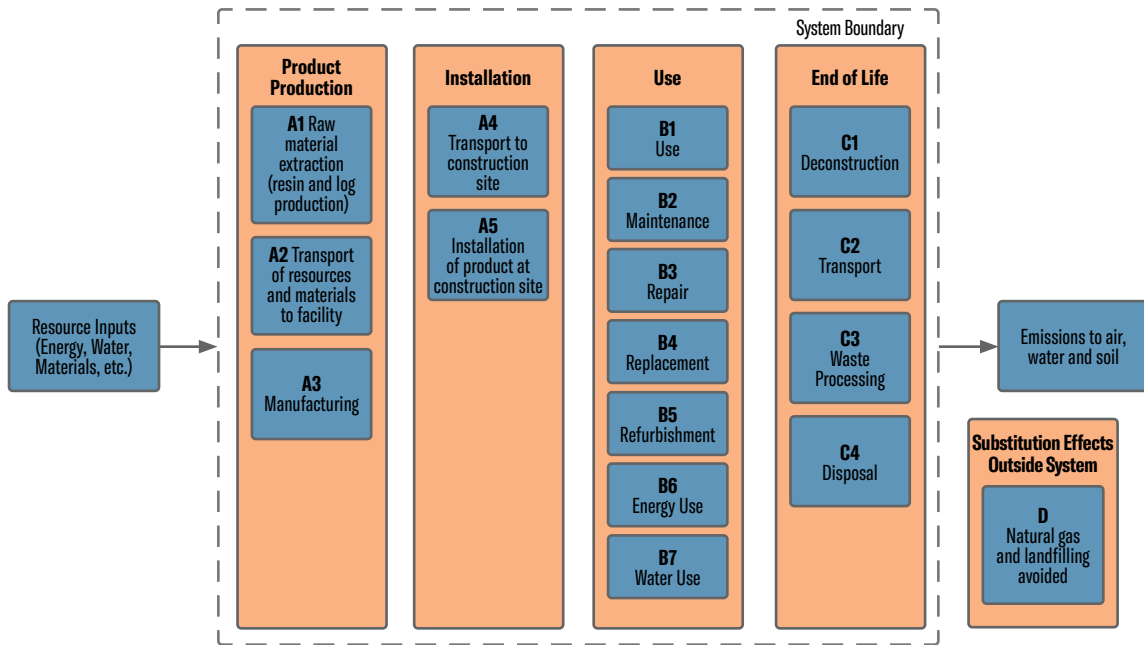 System Boundary
Product
Production
A1 Raw
material
extraction
(resin and log
production)
A2 Transport
of resources
and materials
to facility
A3
Manufacturing
Installation
A4
Transport to
construction
site
A5
Installation
of product at
construction site
Use
B1
Use
B2
Maintenance
B3
Repair
B4
Replacement
B5
Refurbishment
B6
Energy Use
B7
Water Use
End of Life
C1
Deconstruction
C2
Transport
C3
Waste
Processing
C4
Disposal
Resource Inputs
(Energy, Water,
Materials, etc.)
Emissions to air,
water and soil
Substitution Effects
Outside System
D
Natural gas
and landfilling
avoided